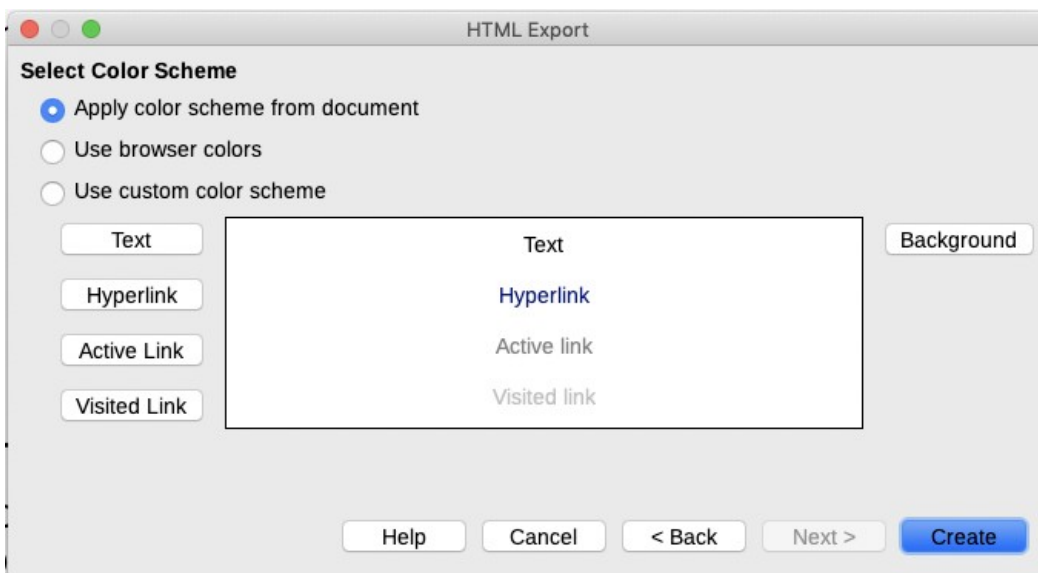 HTML Export
Select Color Scheme
Apply color scheme from document
Use browser colors
Use custom color scheme
Text Text Background
Hyperlink Hyperlink
Active Link Active link
Visited Link Visited link
Help Cancel < Back Next > Create